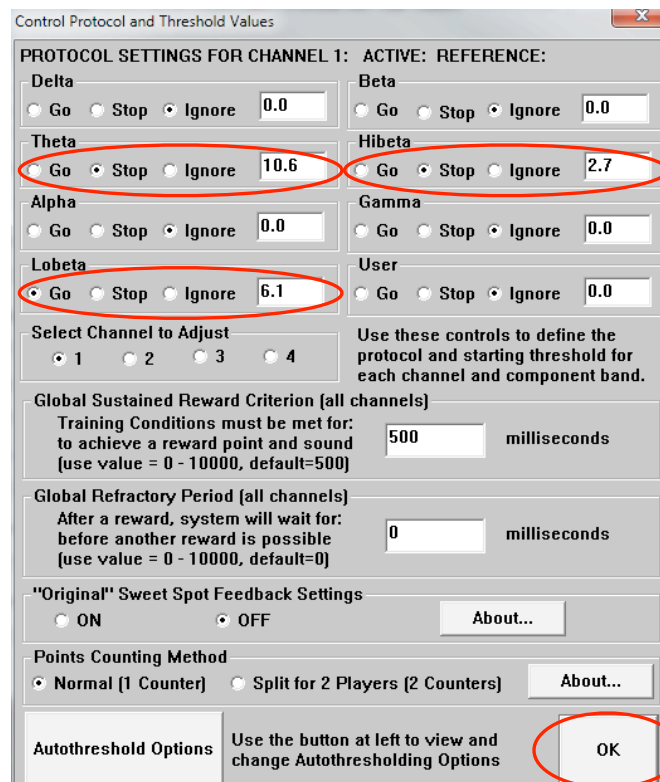 Control Protocol and Threshold Values
PROTOCOL SETTINGS FOR CHANNEL 1: ACTIVE: REFERENCE:
Delta
Go Stop Ignore 0.0
Beta
Go Stop Ignore 0.0
Theta
Go Stop Ignore 10.6
Hibeta
Go Stop Ignore 2.7
Alpha
Go Stop Ignore 0.0
Gamma
Go Stop Ignore 0.0
Lobeta
Go Stop Ignore 6.1
User
Go Stop Ignore 0.0
Select Channel to Adjust
1 2 3 4
Use these controls to define the
protocol and starting threshold for
each channel and component band.
Global Sustained Reward Criterion (all channels)
Training Conditions must be met for:
to achieve a reward point and sound
(use value = 0 - 10000, default=500)
500 milliseconds
Global Refractory Period (all channels)
After a reward, system will wait for:
before another reward is possible
(use value = 0 - 10000, default=0)
0 milliseconds
"Original" Sweet Spot Feedback Settings
ON OFF About...
Points Counting Method
Normal (1 Counter) Split for 2 Players (2 Counters) About...
Autothreshold Options
Use the button at left to view and
change Autothresholding Options
OK